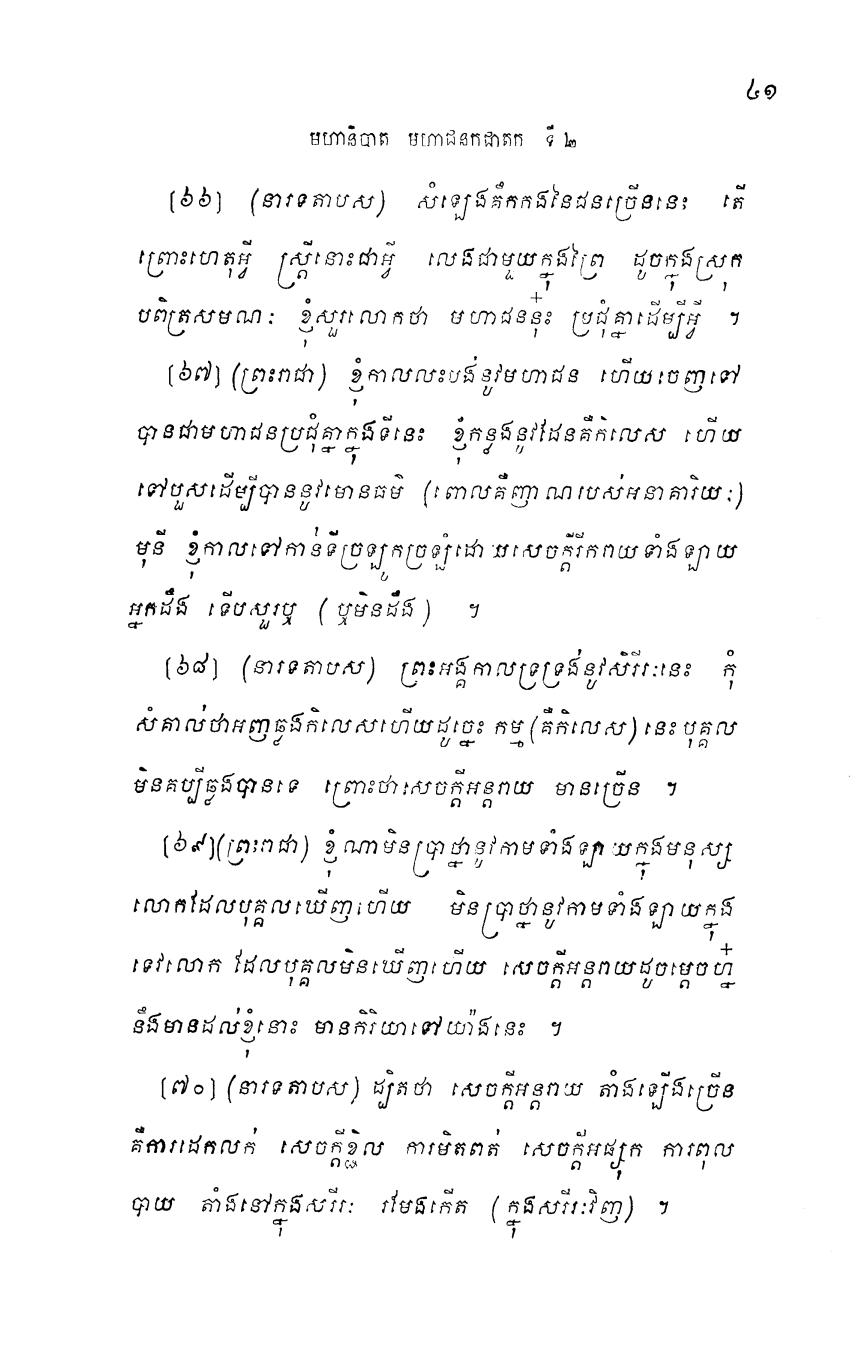 ៤១
មហានិបាត មហាជនកជាតក ទី ២
[៦៦] (នារទតាបស) សំឡេងគឹកកងនៃជនច្រើននេះ តើ
ព្រោះហេតុអ្វី ស្ត្រីនោះជាអ្វី លេងជាមួយក្នុងព្រៃ ដូចក្នុងស្រុក
បពិត្រសមណៈ ខ្ញុំសួរលោកថា មហាជននុ៎ះ ប្រជុំគ្នាដើម្បីអ្វី ។
[៦៧] (ព្រះរាជា) ខ្ញុំកាលលះបង់នូវមហាជន ហើយចេញទៅ
បានជាមហាជនប្រជុំគ្នាក្នុងទីនេះ ខ្ញុំកន្លងនូវដែនគឺកិលេស ហើយ
ទៅបួសដើម្បីបាននូវមោនធម៌ (ពោលគឺញាណរបស់អនាគារិយៈ)
មុនី ខ្ញុំកាលទៅកាន់ទីច្រឡូកច្រឡំដោយសេចក្តីរីករាយទាំងឡាយ
អ្នកដឹង ទើបសួរឬ (ឬមិនដឹង) ។
[៦៨] (នារទតាបស) ព្រះអង្គកាលទ្រទ្រង់នូវសរីរៈនេះ កុំ
សំគាល់ថាអញឆ្លងកិលេសហើយដូច្នេះ កម្ម (គឺកិលេស) នេះបុគ្គល
មិនគប្បីឆ្លងបានទេ ព្រោះថាសេចក្តីអន្តរាយ មានច្រើន ។
[៦៩] (ព្រះរាជា) ខ្ញុំណាមិនប្រាថ្នានូវកាមទាំងឡាយក្នុងមនុស្ស
លោកដែលបុគ្គលឃើញហើយ មិនប្រាថ្នានូវកាមទាំងឡាយក្នុង
ទេវលោក ដែលបុគ្គលមិនឃើញហើយ សេចក្តីអន្តរាយដូចម្តេចហ្ន៎
នឹងមានដល់ខ្ញុំនោះ មានកិរិយាទៅយ៉ាងនេះ ។
[៧០] (នារទតាបស) ដ្បិតថា សេចក្តីអន្តរាយ តាំងឡើងច្រើន
គឺការដេកលក់ សេចក្តីខ្ជិល ការមិតពត់ សេចក្តីអផ្សុក ការពុល
បាយ តាំងនៅក្នុងសរីរៈ រមែងកើត (ក្នុងសរីរៈវិញ) ។